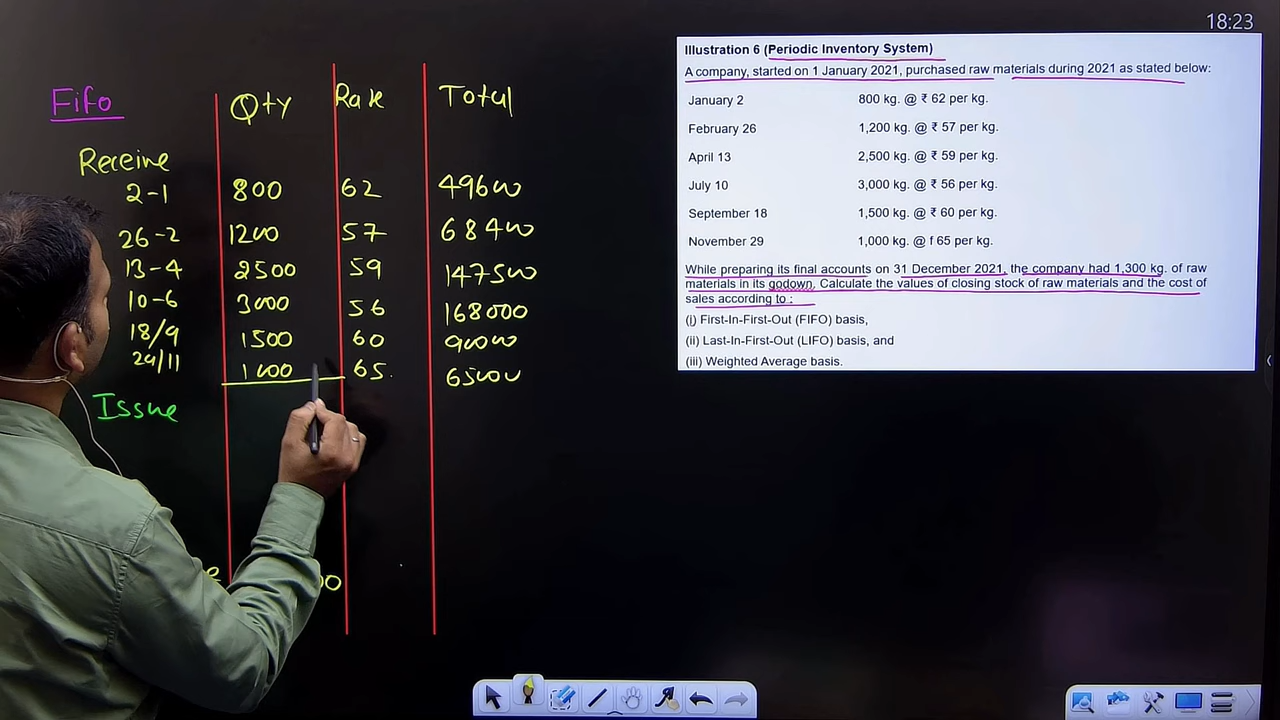 18:23
Fifo
Qty Rate Total
Receive
2-1 800 62 49600
26-2 1200 57 68400
13-4 2500 59 147500
10-6 3000 56 168000
18/9 1500 60 90000
29/11 1000 65. 65000
Issue
00
Illustration 6 (Periodic Inventory System)
A company, started on 1 January 2021, purchased raw materials during 2021 as stated below:
January 2 800 kg. @ ₹ 62 per kg.
February 26 1,200 kg. @ ₹ 57 per kg.
April 13 2,500 kg. @ ₹ 59 per kg.
July 10 3,000 kg. @ ₹ 56 per kg.
September 18 1,500 kg. @ ₹ 60 per kg.
November 29 1,000 kg. @ f 65 per kg.
While preparing its final accounts on 31 December 2021, the company had 1,300 kg. of raw
materials in its godown. Calculate the values of closing stock of raw materials and the cost of
sales according to :
(i) First-In-First-Out (FIFO) basis,
(ii) Last-In-First-Out (LIFO) basis, and
(iii) Weighted Average basis.